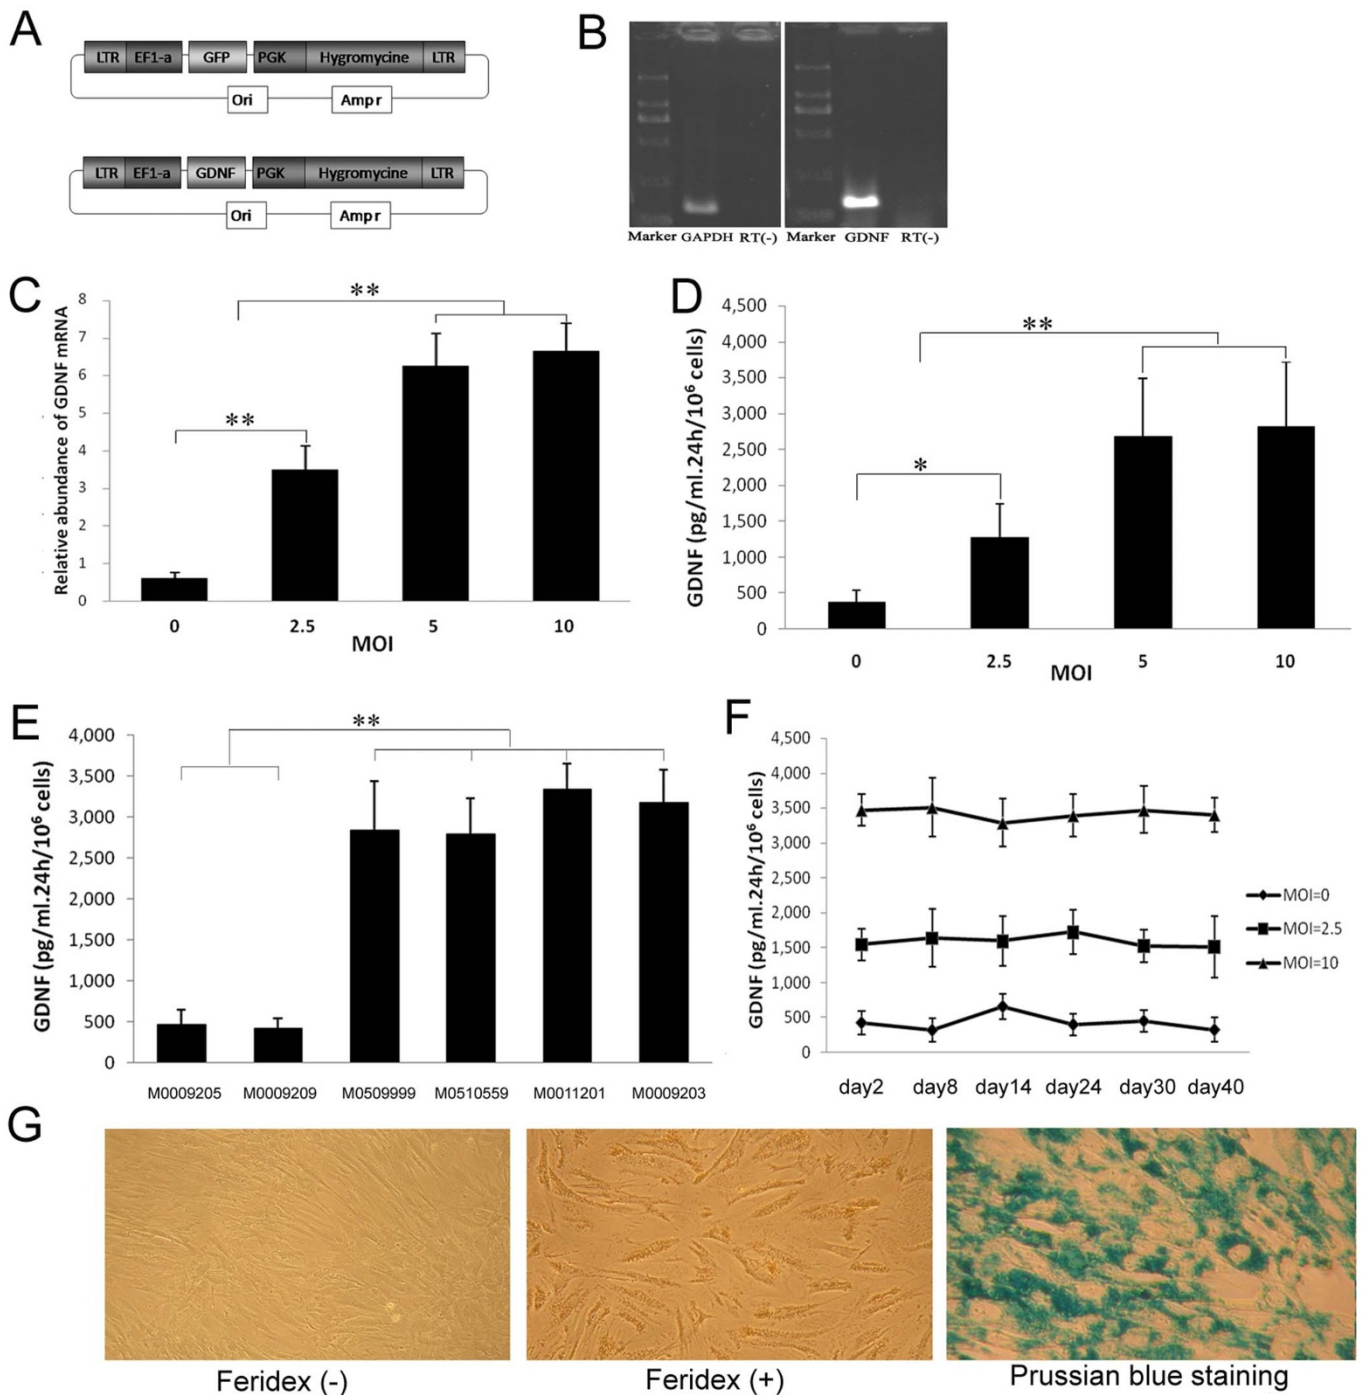 A
LTR EF1-a GFP PGK Hygromycine LTR
Ori Ampr
LTR EF1-a GDNF PGK Hygromycine LTR
Ori Ampr
B
Marker GAPDH RT(-) Marker GDNF RT(-)
C
Relative abundance of GDNF mRNA
8
7
6
5
4
3
2
1
0
**
**
0 2.5 5 10
MOI
D
GDNF (pg/ml.24h/10⁶ cells)
4,500
4,000
3,500
3,000
2,500
2,000
1,500
1,000
500
0
**
*
0 2.5 5 10
MOI
E
GDNF (pg/ml.24h/10⁶ cells)
4,000
3,500
3,000
2,500
2,000
1,500
1,000
500
0
**
M0009205 M0009209 M0509999 M0510559 M0011201 M0009203
F
GDNF (pg/ml.24h/10⁶ cells)
4,500
4,000
3,500
3,000
2,500
2,000
1,500
1,000
500
0
MOI=0
MOI=2.5
MOI=10
day2 day8 day14 day24 day30 day40
G
Feridex (-) Feridex (+) Prussian blue staining